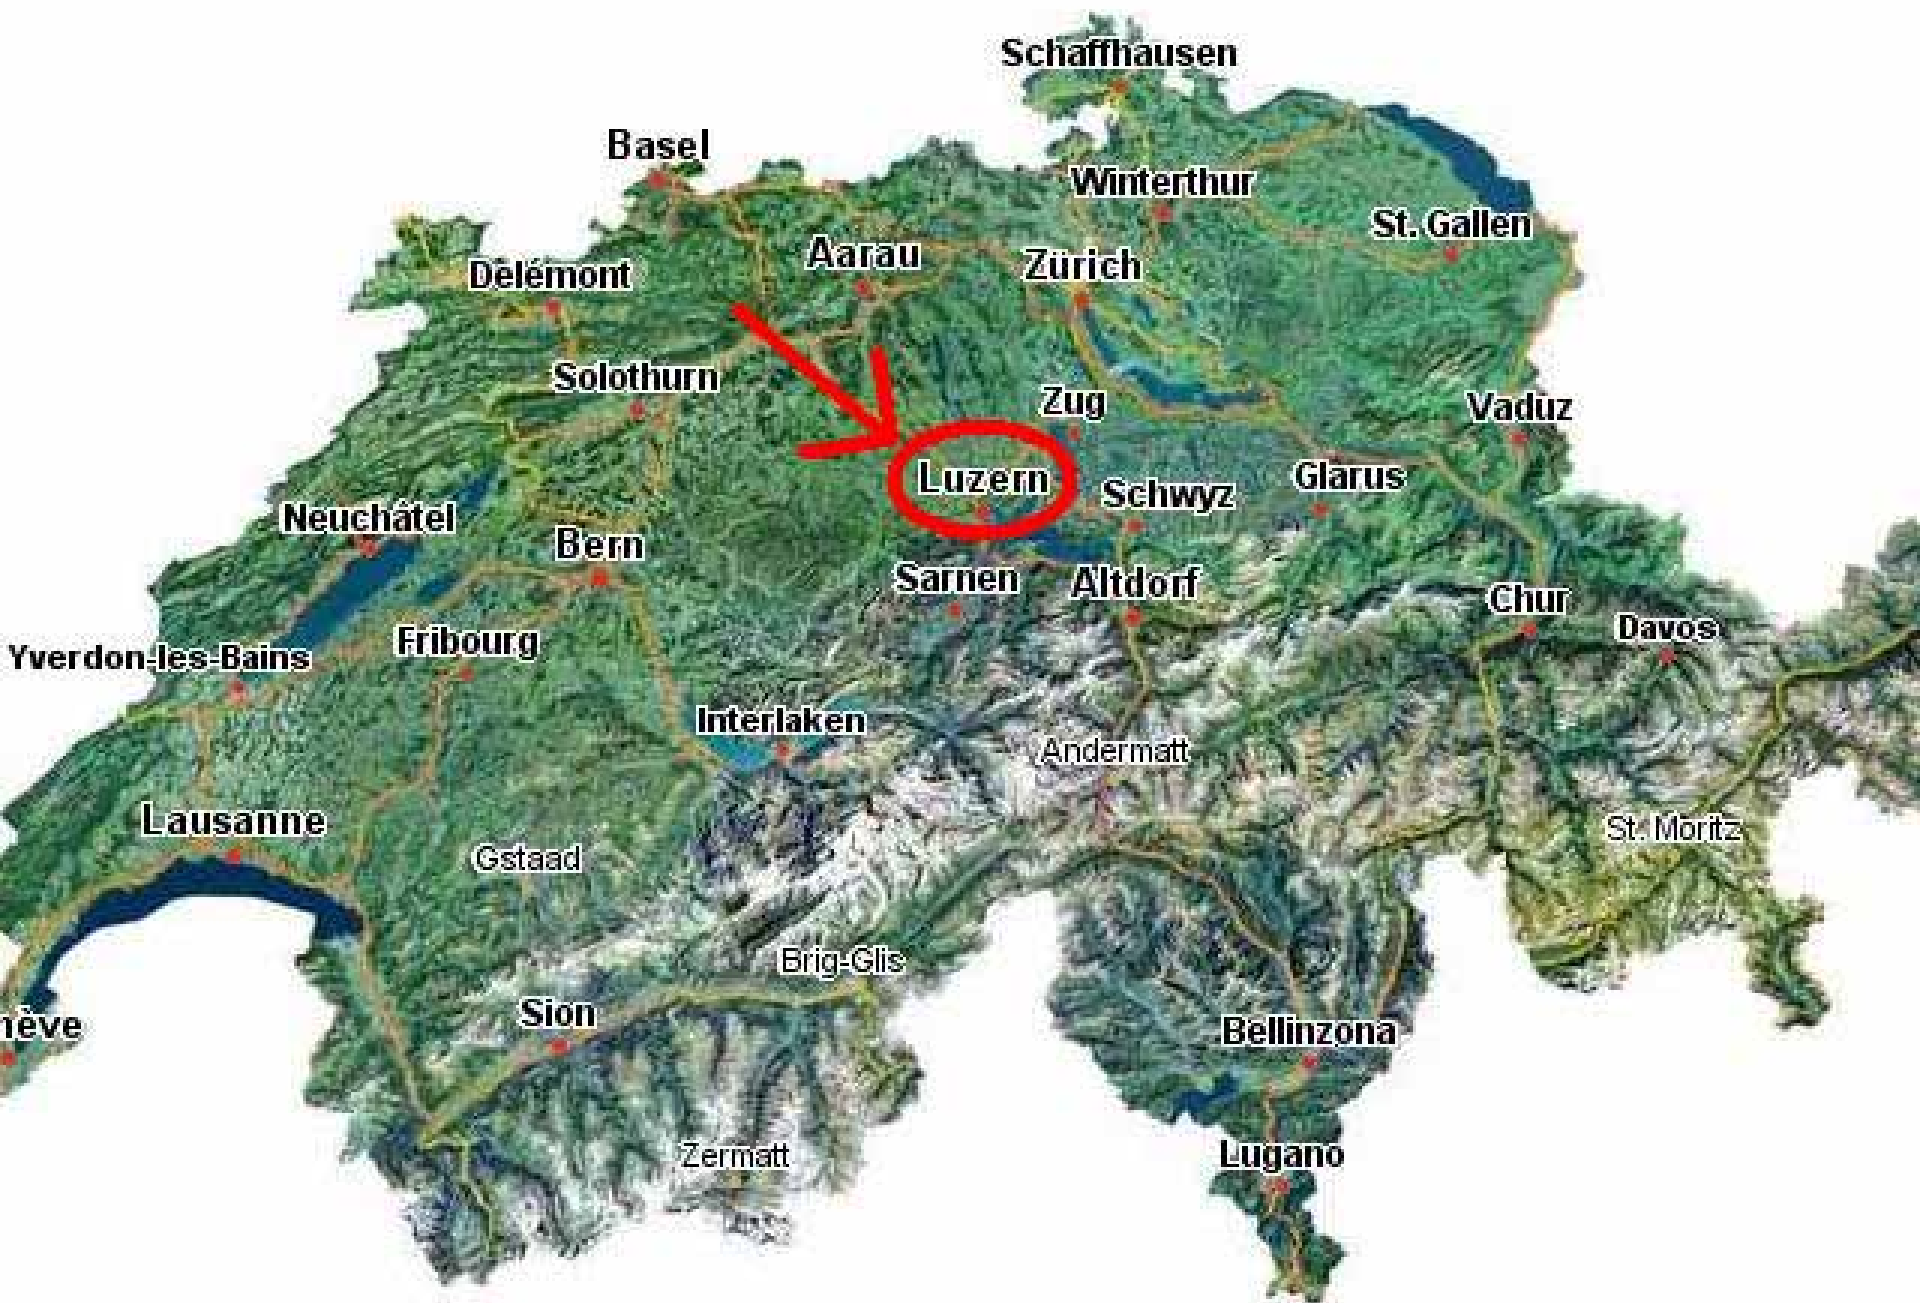 Schaffhausen
Basel
Winterthur
St. Gallen
Aarau
Zürich
Delémont
Solothurn
Zug
Vaduz
Luzern
Schwyz
Glarus
Neuchâtel
Bern
Sarnen
Altdorf
Chur
Davos
Fribourg
Yverdon-les-Bains
Interlaken
Andermatt
Lausanne
St. Moritz
Gstaad
Brig-Glis
Sion
nève
Bellinzona
Zermatt
Lugano